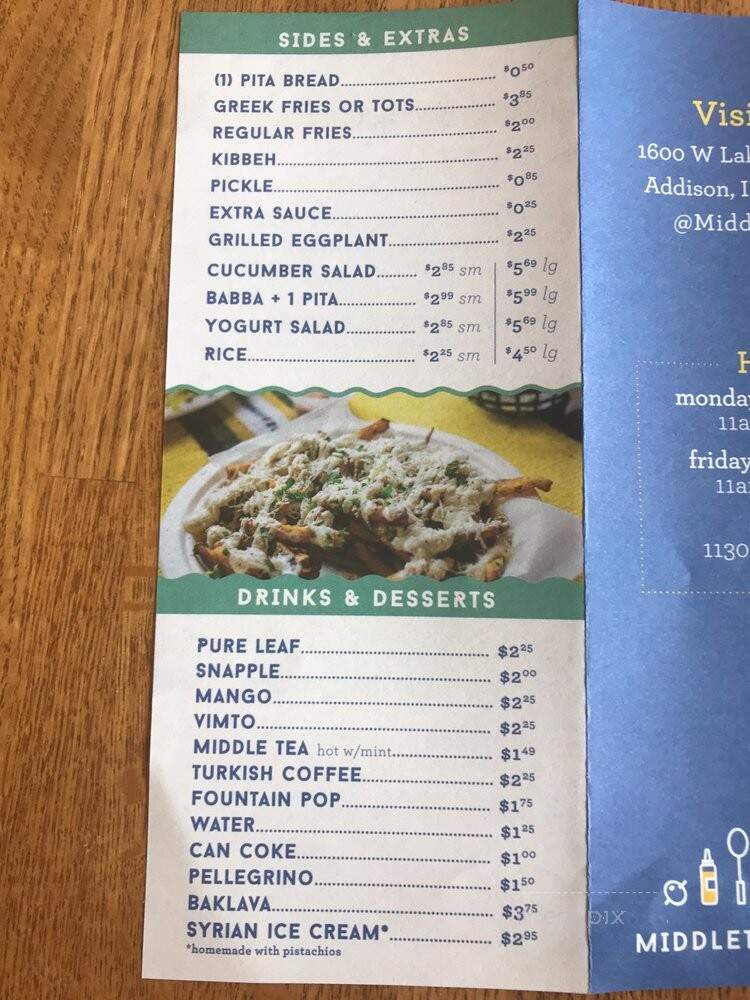 SIDES & EXTRAS
(1) PITA BREAD $0.50
GREEK FRIES OR TOTS $3.85
REGULAR FRIES $2.00
KIBBEH $2.25
PICKLE $0.85
EXTRA SAUCE $0.25
GRILLED EGGPLANT $2.25
CUCUMBER SALAD $2.85 sm | $5.69 lg
BABBA + 1 PITA $2.99 sm | $5.99 lg
YOGURT SALAD $2.85 sm | $5.69 lg
RICE $2.25 sm | $4.50 lg
DRINKS & DESSERTS
PURE LEAF $2.25
SNAPPLE $2.00
MANGO $2.25
VIMTO $2.25
MIDDLE TEA hot w/mint $1.49
TURKISH COFFEE $2.25
FOUNTAIN POP $1.75
WATER $1.25
CAN COKE $1.00
PELLEGRINO $1.50
BAKLAVA $3.75
SYRIAN ICE CREAM* $2.95
*homemade with pistachios
1600 W
Addison,